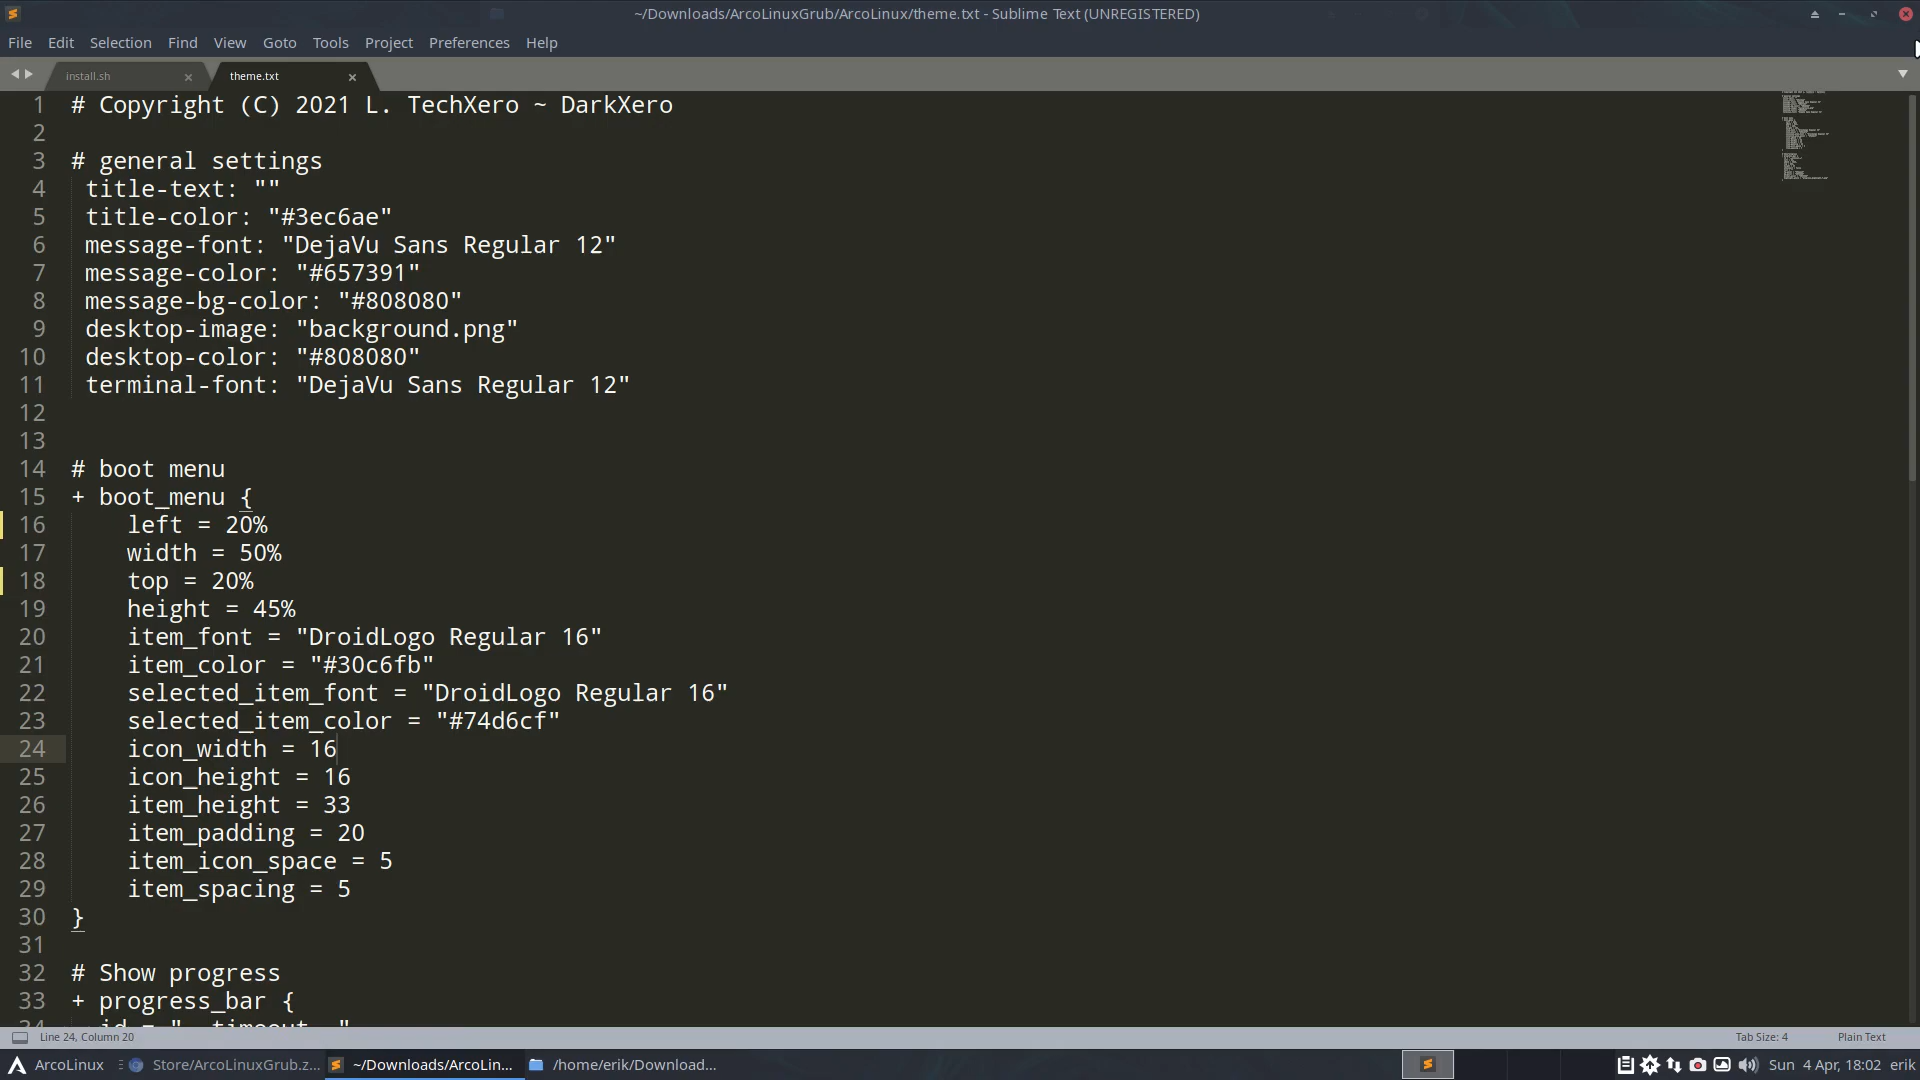 ~/Downloads/ArcoLinuxGrub/ArcoLinux/theme.txt - Sublime Text (UNREGISTERED)
File Edit Selection Find View Goto Tools Project Preferences Help
install.sh theme.txt
1 # Copyright (C) 2021 L. TechXero ~ DarkXero
2
3 # general settings
4 title-text: ""
5 title-color: "#3ec6ae"
6 message-font: "DejaVu Sans Regular 12"
7 message-color: "#657391"
8 message-bg-color: "#808080"
9 desktop-image: "background.png"
10 desktop-color: "#808080"
11 terminal-font: "DejaVu Sans Regular 12"
12
13
14 # boot menu
15 + boot_menu {
16 left = 20%
17 width = 50%
18 top = 20%
19 height = 45%
20 item_font = "DroidLogo Regular 16"
21 item_color = "#30c6fb"
22 selected_item_font = "DroidLogo Regular 16"
23 selected_item_color = "#74d6cf"
24 icon_width = 16
25 icon_height = 16
26 item_height = 33
27 item_padding = 20
28 item_icon_space = 5
29 item_spacing = 5
30 }
31
32 # Show progress
33 + progress_bar {
Line 24, Column 20 Tab Size: 4 Plain Text
ArcoLinux Store/ArcoLinuxGrub.z... ~/Downloads/ArcoLin... /home/erik/Download... Sun 4 Apr, 18:02 erik